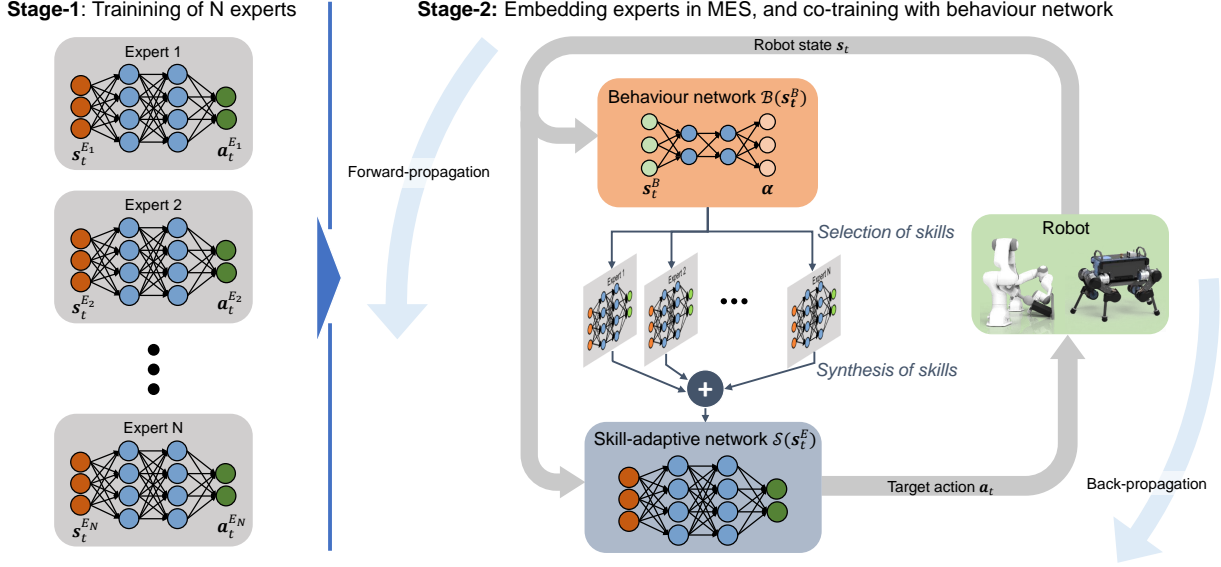 Stage-1: Trainining of N experts
Expert 1
s_t^{E_1}
a_t^{E_1}
Expert 2
s_t^{E_2}
a_t^{E_2}
Expert N
s_t^{E_N}
a_t^{E_N}
Stage-2: Embedding experts in MES, and co-training with behaviour network
Forward-propagation
Robot state s_t
Behaviour network ℬ(s_t^B)
s_t^B
α
Selection of skills
Expert 1
Expert 2
Expert N
Synthesis of skills
+
Skill-adaptive network 𝒮(s_t^E)
Target action a_t
Robot
Back-propagation